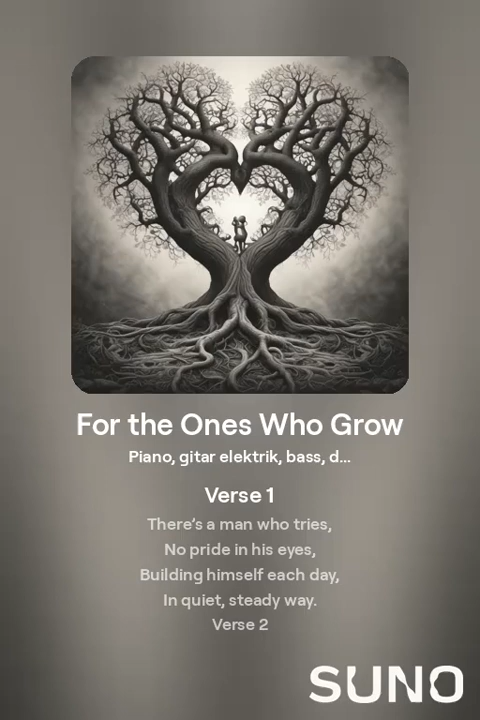 For the Ones Who Grow
Piano, gitar elektrik, bass, d...
Verse 1
There's a man who tries,
No pride in his eyes,
Building himself each day,
In quiet, steady way.
Verse 2
SUNO